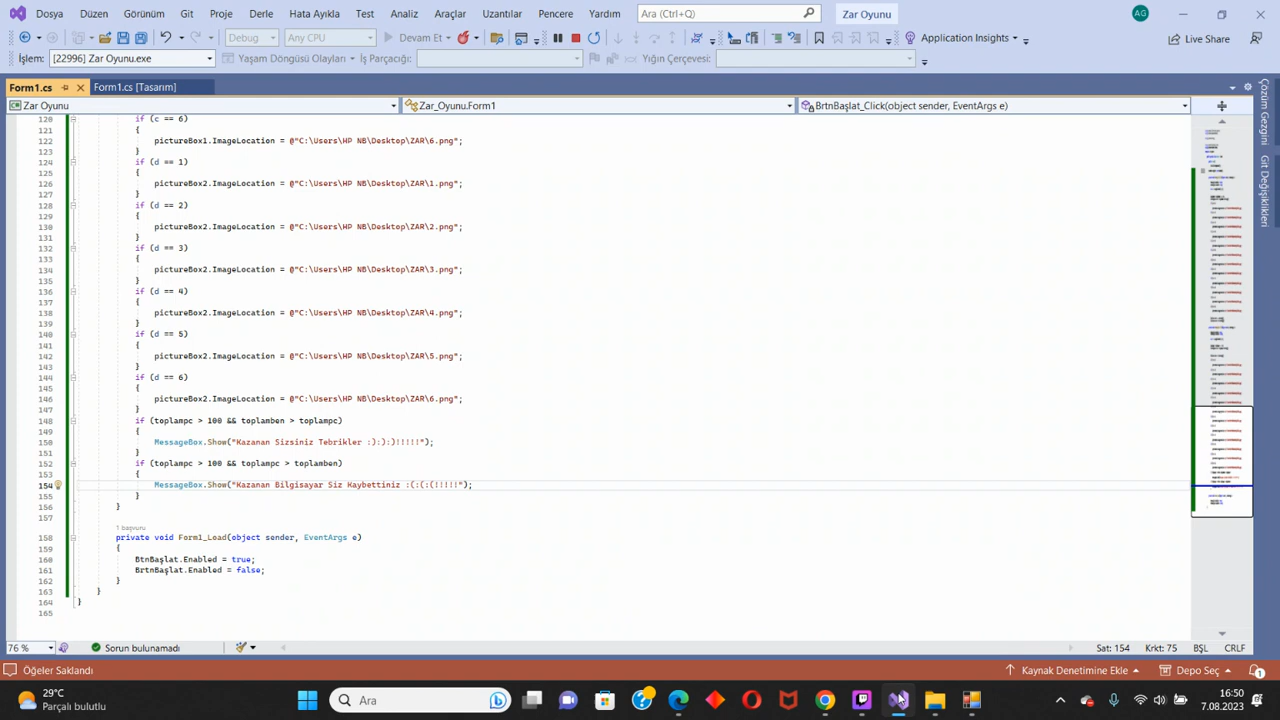 Dosya Düzen Görünüm Git Proje Derle Hata Ayıkla Test Analiz Araçlar Uzantılar Pencere Yardım Ara (Ctrl+Q) Zar Oyunu AG
Debug Any CPU Devam Et Application Insights Live Share
İşlem: [22996] Zar Oyunu.exe Yaşam Döngüsü Olayları İş Parçacığı: Yığın Çerçevesi:
Form1.cs Form1.cs [Tasarım]
Zar Oyunu Zar_Oyunu.Form1 BrtnBaşlat_Click(object sender, EventArgs e)
120 if (c == 6)
121 {
122 pictureBox1.ImageLocation = @"C:\Users\HP NB\Desktop\ZAR\6.png";
123 }
124 if (d == 1)
125 {
126 pictureBox2.ImageLocation = @"C:\Users\HP NB\Desktop\ZAR\1.png";
127 }
128 if (d == 2)
129 {
130 pictureBox2.ImageLocation = @"C:\Users\HP NB\Desktop\ZAR\2.png";
131 }
132 if (d == 3)
133 {
134 pictureBox2.ImageLocation = @"C:\Users\HP NB\Desktop\ZAR\3.png";
135 }
136 if (d == 4)
137 {
138 pictureBox2.ImageLocation = @"C:\Users\HP NB\Desktop\ZAR\4.png";
139 }
140 if (d == 5)
141 {
142 pictureBox2.ImageLocation = @"C:\Users\HP NB\Desktop\ZAR\5.png";
143 }
144 if (d == 6)
145 {
146 pictureBox2.ImageLocation = @"C:\Users\HP NB\Desktop\ZAR\6.png";
147 }
148 if (toplampc > 100 && toplamben > toplampc)
149 {
150 MessageBox.Show("Kazanan Sizsiniz Tebrikler :):):)!!!!!");
151 }
152 if (toplampc > 100 && toplampc > toplamben)
153 {
154 MessageBox.Show("Kazanan Bilgisayar Siz Kaybettiniz :(:(:(!!!!!");
155 }
156 }
157
1 başvuru
158 private void Form1_Load(object sender, EventArgs e)
159 {
160 BtnBaşlat.Enabled = true;
161 BrtnBaşlat.Enabled = false;
162 }
163 }
164 }
165
Çözüm Gezgini
Git Değişiklikleri
76 % Sorun bulunamadı Sat: 154 Krkt: 75 BŞL CRLF
Öğeler Saklandı Kaynak Denetimine Ekle Depo Seç 1
29°C
Parçalı bulutlu
Ara
16:50
7.08.2023